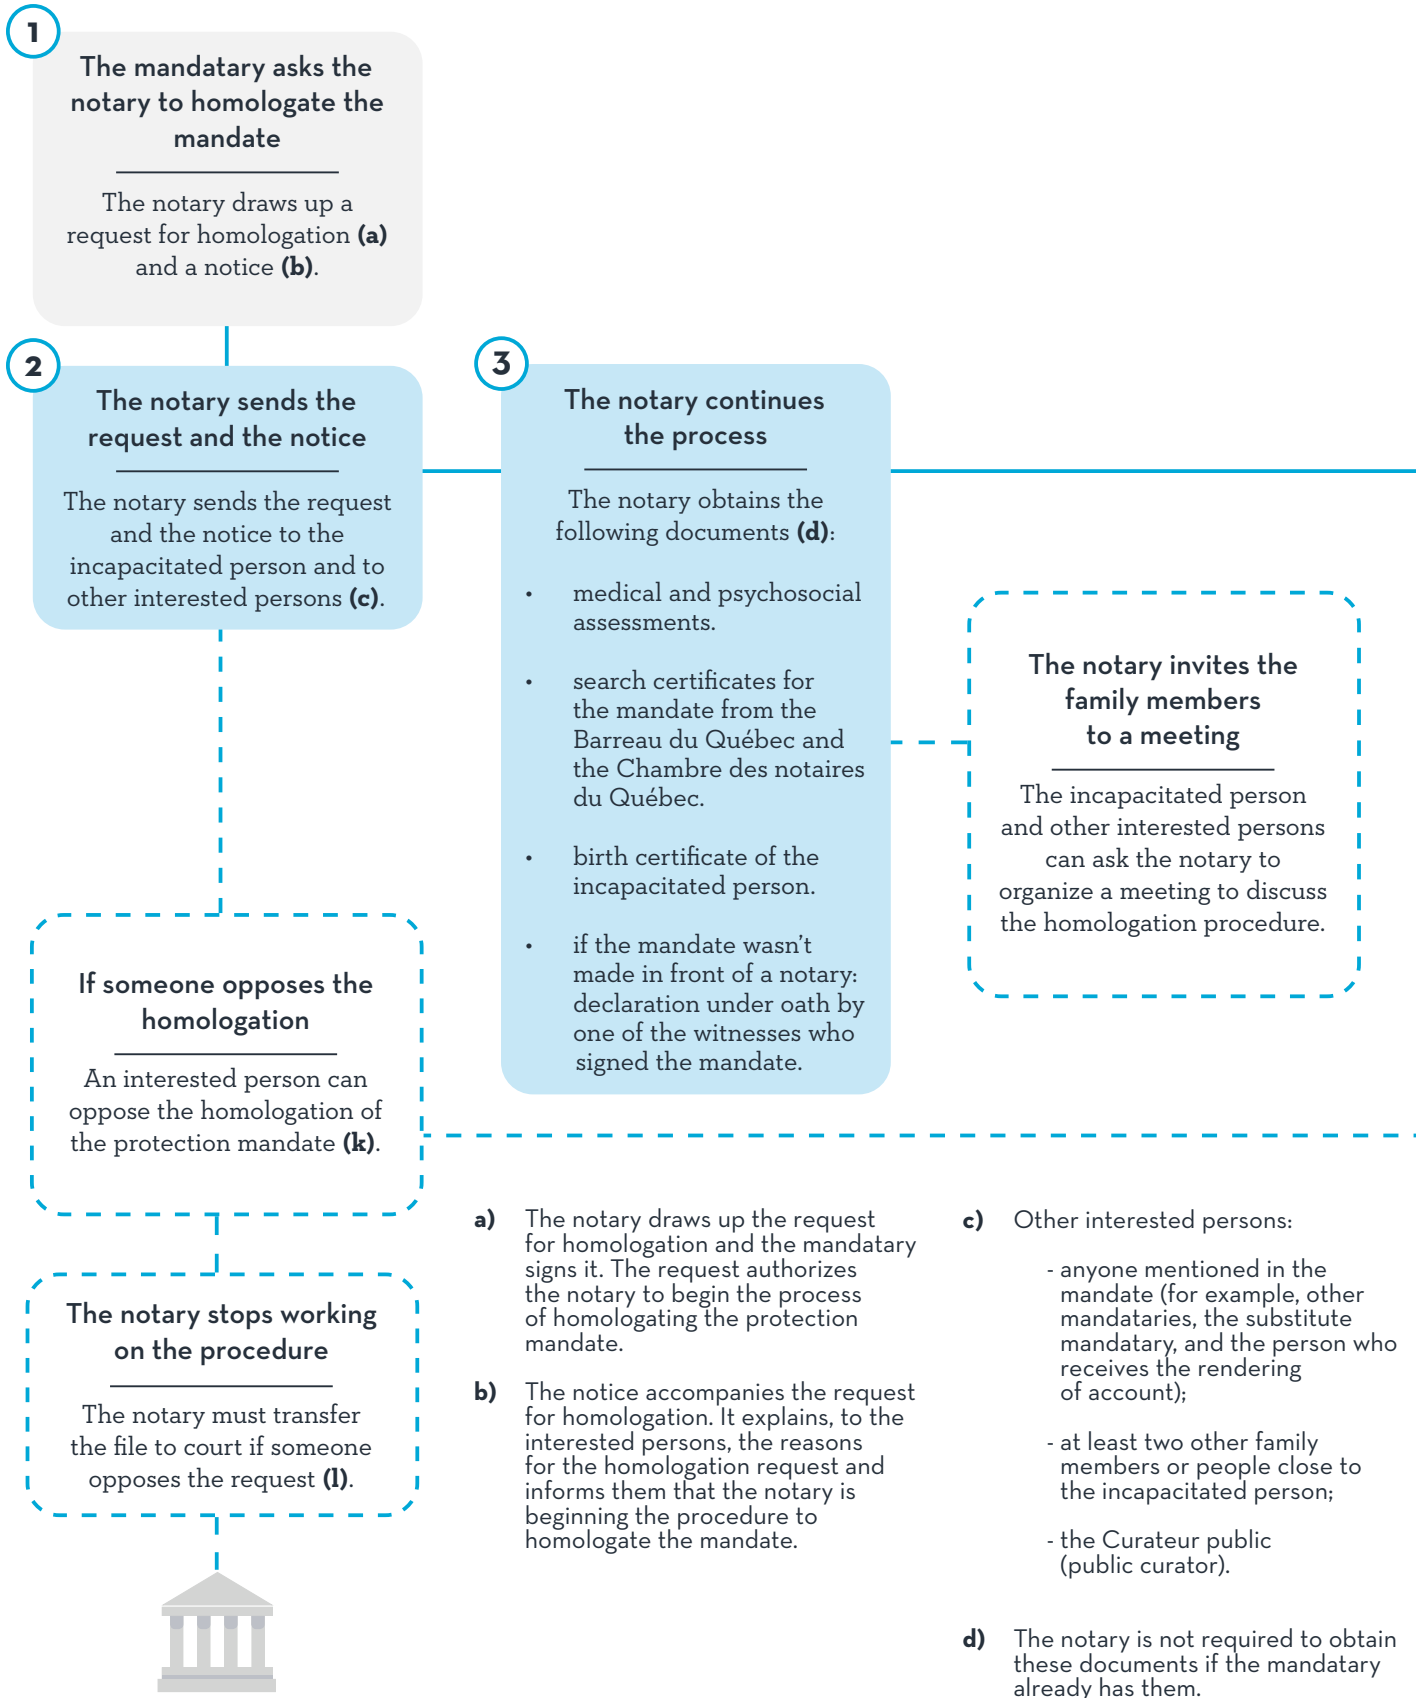 1
The mandatary asks the
notary to homologate the
mandate
The notary draws up a
request for homologation (a)
and a notice (b).
2
The notary sends the
request and the notice
The notary sends the request
and the notice to the
incapacitated person and to
other interested persons (c).
3
The notary continues
the process
The notary obtains the
following documents (d):
• medical and psychosocial
assessments.
• search certificates for
the mandate from the
Barreau du Québec and
the Chambre des notaires
du Québec.
• birth certificate of the
incapacitated person.
• if the mandate wasn't
made in front of a notary:
declaration under oath by
one of the witnesses who
signed the mandate.
The notary invites the
family members
to a meeting
The incapacitated person
and other interested persons
can ask the notary to
organize a meeting to discuss
the homologation procedure.
If someone opposes the
homologation
An interested person can
oppose the homologation of
the protection mandate (k).
The notary stops working
on the procedure
The notary must transfer
the file to court if someone
opposes the request (l).
a) The notary draws up the request
for homologation and the mandatary
signs it. The request authorizes
the notary to begin the process
of homologating the protection
mandate.
b) The notice accompanies the request
for homologation. It explains, to the
interested persons, the reasons
for the homologation request and
informs them that the notary is
beginning the procedure to
homologate the mandate.
c) Other interested persons:
- anyone mentioned in the
mandate (for example, other
mandataries, the substitute
mandatary, and the person who
receives the rendering
of account);
- at least two other family
members or people close to
the incapacitated person;
- the Curateur public
(public curator).
d) The notary is not required to obtain
these documents if the mandatary
already has them.